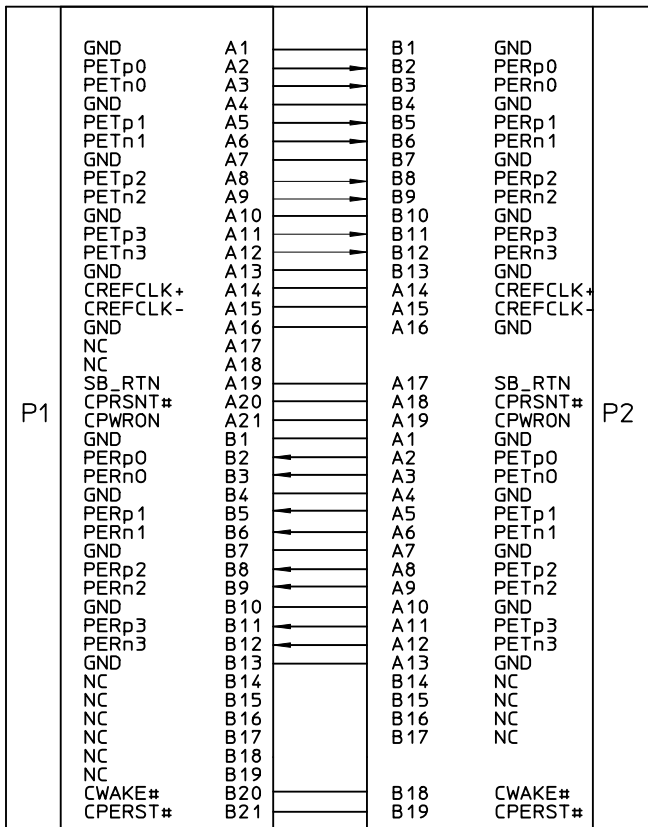 GND A1 B1 GND
PETp0 A2 B2 PERp0
PETn0 A3 B3 PERn0
GND A4 B4 GND
PETp1 A5 B5 PERp1
PETn1 A6 B6 PERn1
GND A7 B7 GND
PETp2 A8 B8 PERp2
PETn2 A9 B9 PERn2
GND A10 B10 GND
PETp3 A11 B11 PERp3
PETn3 A12 B12 PERn3
GND A13 B13 GND
CREFCLK+ A14 A14 CREFCLK+
CREFCLK- A15 A15 CREFCLK-
GND A16 A16 GND
NC A17
NC A18
SB_RTN A19 A17 SB_RTN
P1 CPRSNT# A20 A18 CPRSNT# P2
CPWRON A21 A19 CPWRON
GND B1 A1 GND
PERp0 B2 A2 PETp0
PERn0 B3 A3 PETn0
GND B4 A4 GND
PERp1 B5 A5 PETp1
PERn1 B6 A6 PETn1
GND B7 A7 GND
PERp2 B8 A8 PETp2
PERn2 B9 A9 PETn2
GND B10 A10 GND
PERp3 B11 A11 PETp3
PERn3 B12 A12 PETn3
GND B13 A13 GND
NC B14 B14 NC
NC B15 B15 NC
NC B16 B16 NC
NC B17 B17 NC
NC B18
NC B19
CWAKE# B20 B18 CWAKE#
CPERST# B21 B19 CPERST#